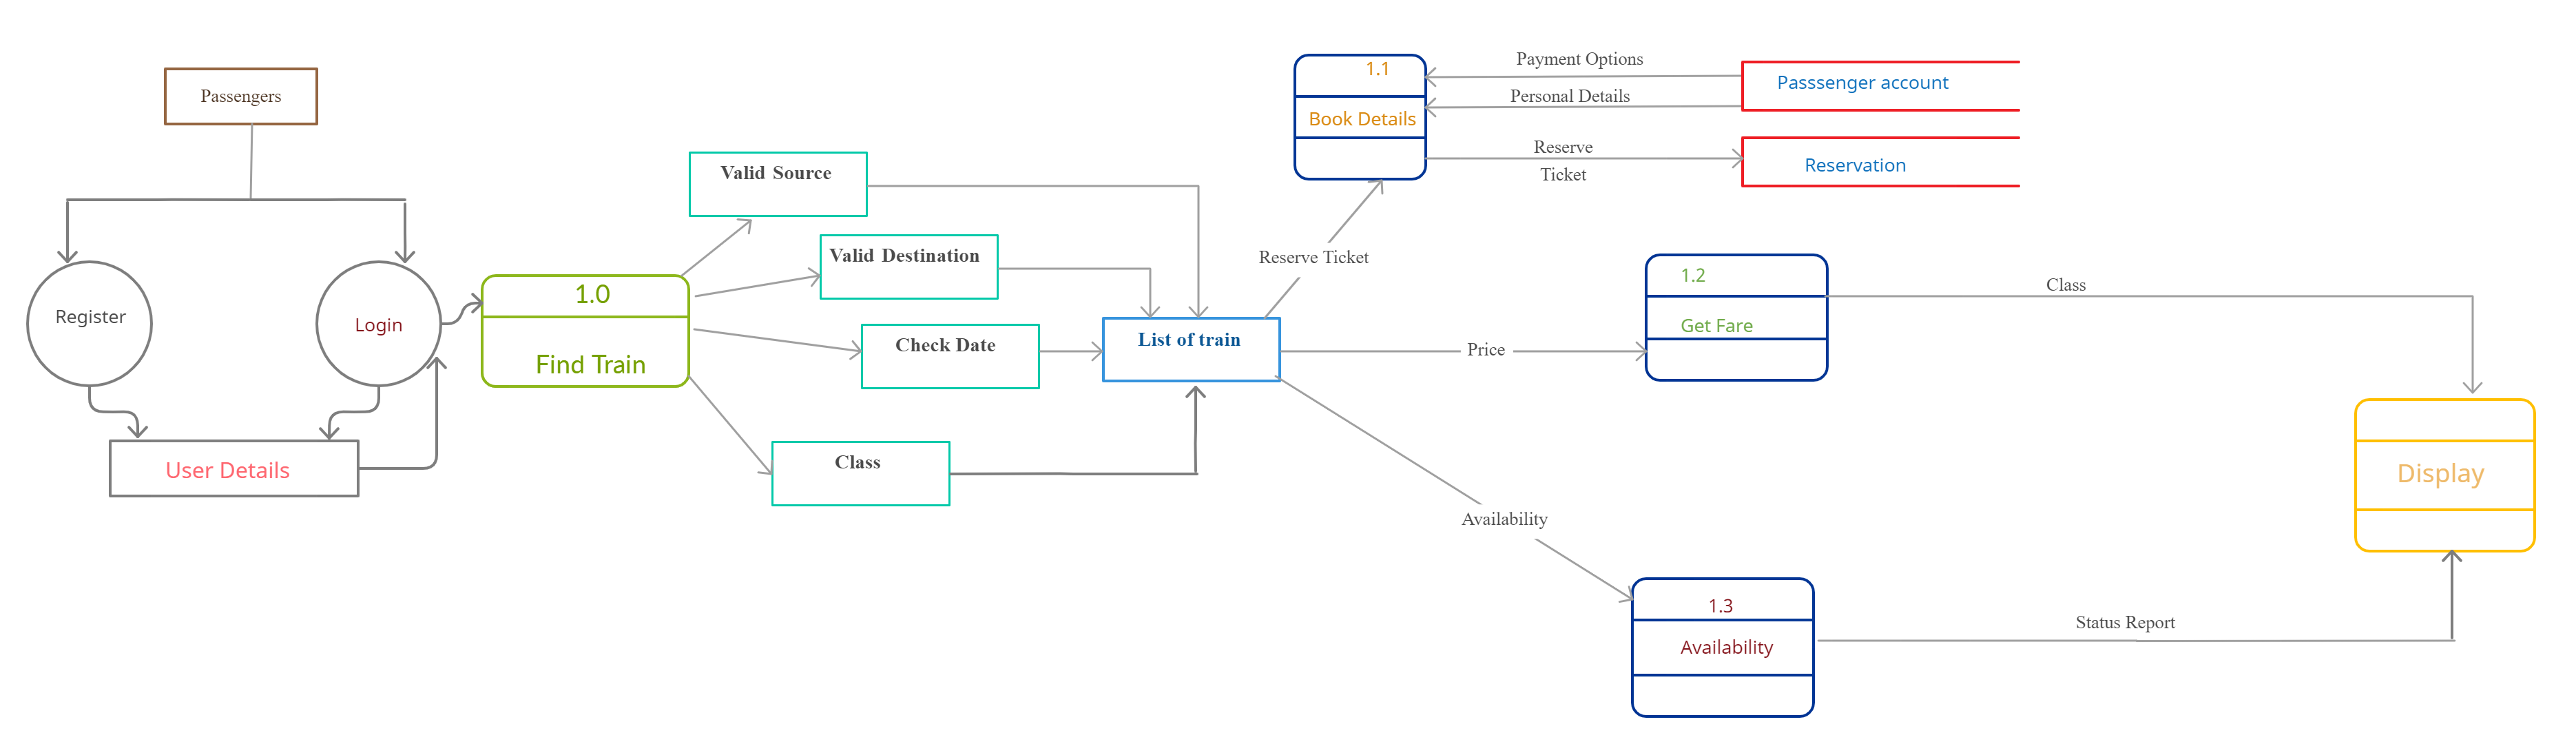 Passengers
Register
Login
User Details
1.0
Find Train
Valid Source
Valid Destination
Check Date
Class
List of train
Reserve Ticket
Price
Availability
1.1
Book Details
Payment Options
Personal Details
Reserve
Ticket
Passsenger account
Reservation
1.2
Get Fare
Class
1.3
Availability
Status Report
Display